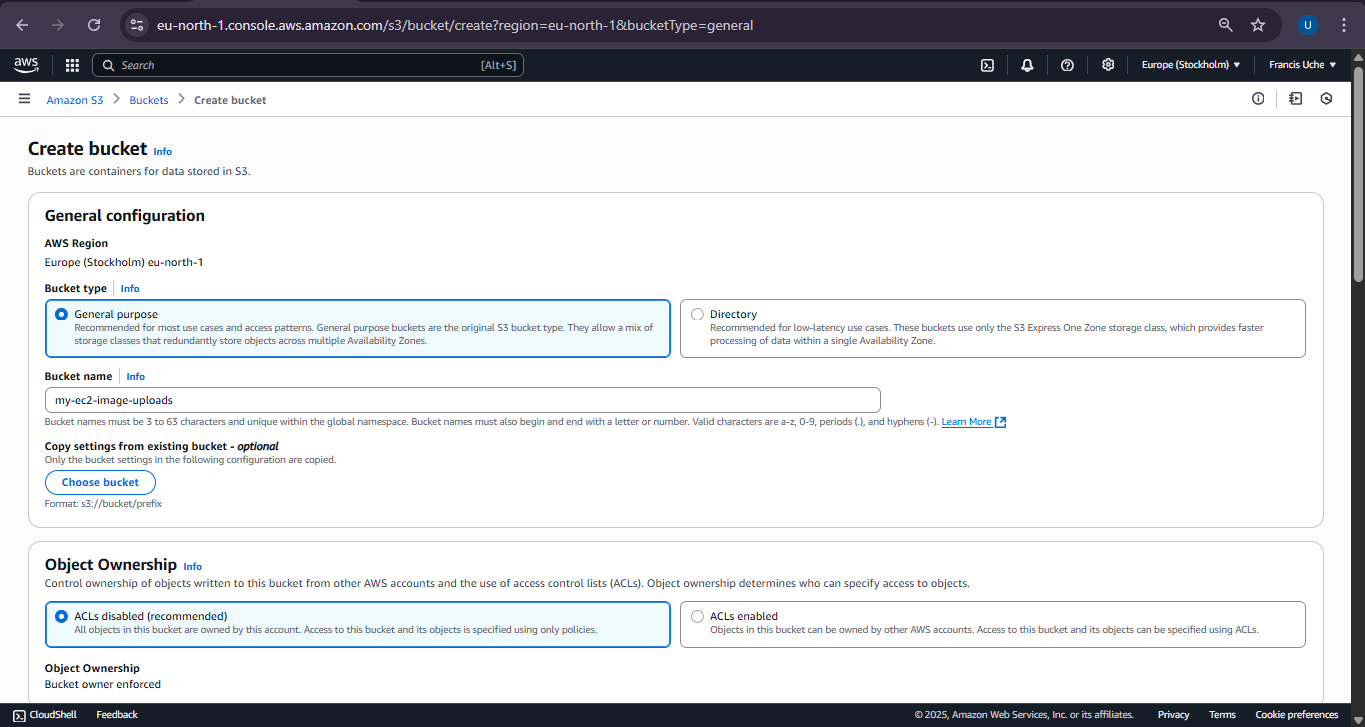 eu-north-1.console.aws.amazon.com/s3/bucket/create?region=eu-north-1&bucketType=general
U
aws
Search
[Alt+S]
Europe (Stockholm) ▼
Francis Uche ▼
Amazon S3 > Buckets > Create bucket
Create bucket Info
Buckets are containers for data stored in S3.
General configuration
AWS Region
Europe (Stockholm) eu-north-1
Bucket type Info
General purpose
Recommended for most use cases and access patterns. General purpose buckets are the original S3 bucket type. They allow a mix of
storage classes that redundantly store objects across multiple Availability Zones.
Directory
Recommended for low-latency use cases. These buckets use only the S3 Express One Zone storage class, which provides faster
processing of data within a single Availability Zone.
Bucket name Info
my-ec2-image-uploads
Bucket names must be 3 to 63 characters and unique within the global namespace. Bucket names must also begin and end with a letter or number. Valid characters are a-z, 0-9, periods (.), and hyphens (-). Learn More
Copy settings from existing bucket - optional
Only the bucket settings in the following configuration are copied.
Choose bucket
Format: s3://bucket/prefix
Object Ownership Info
Control ownership of objects written to this bucket from other AWS accounts and the use of access control lists (ACLs). Object ownership determines who can specify access to objects.
ACLs disabled (recommended)
All objects in this bucket are owned by this account. Access to this bucket and its objects is specified using only policies.
ACLs enabled
Objects in this bucket can be owned by other AWS accounts. Access to this bucket and its objects can be specified using ACLs.
Object Ownership
Bucket owner enforced
CloudShell
Feedback
© 2025, Amazon Web Services, Inc. or its affiliates.
Privacy
Terms
Cookie preferences